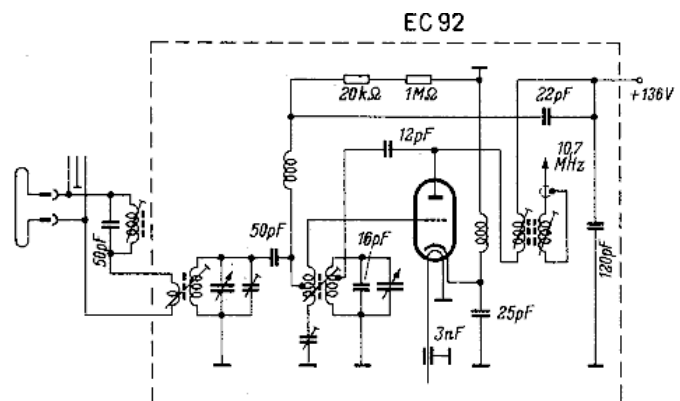 EC 92
20kΩ
1MΩ
22pF
+136V
12pF
10,7
MHz
50pF
50pF
16pF
120pF
25pF
3nF